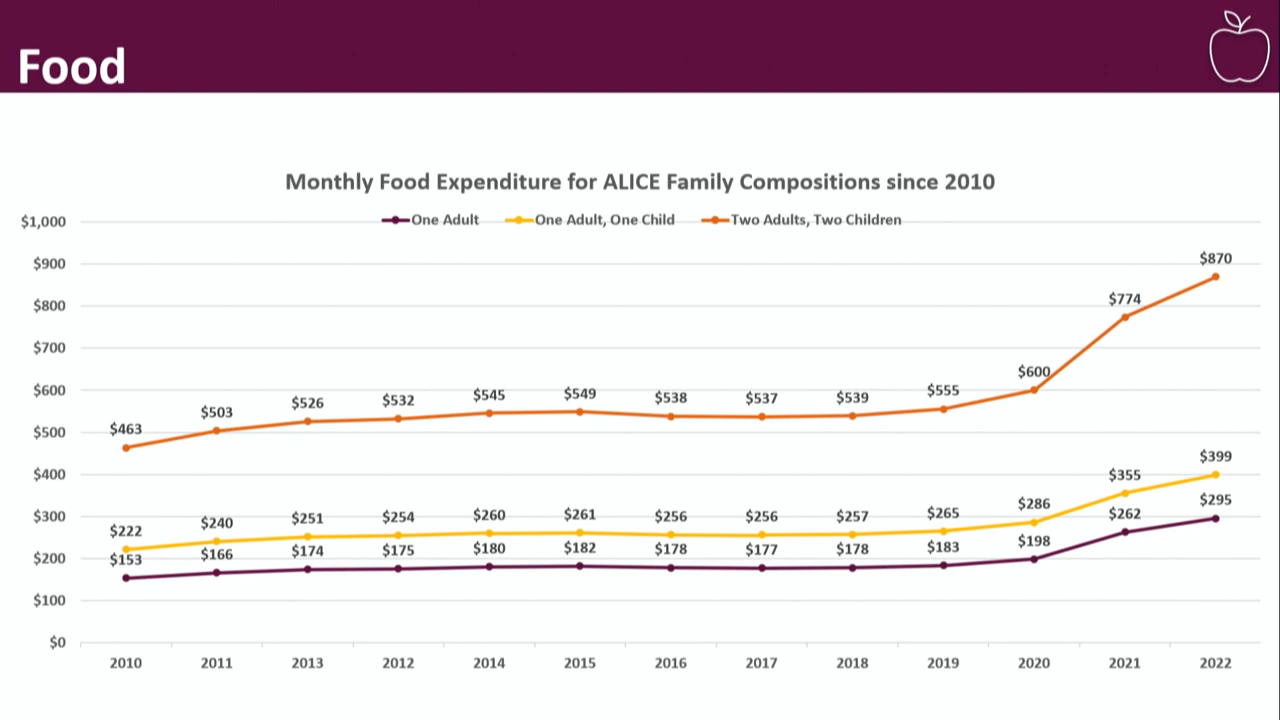 Food
Monthly Food Expenditure for ALICE Family Compositions since 2010
One Adult One Adult, One Child Two Adults, Two Children
$1,000
$900
$800
$700
$600
$500
$400
$300
$200
$100
$0
$463 $503 $526 $532 $545 $549 $538 $537 $539 $555 $600 $774 $870
$222 $240 $251 $254 $260 $261 $256 $256 $257 $265 $286 $355 $399
$153 $166 $174 $175 $180 $182 $178 $177 $178 $183 $198 $262 $295
2010 2011 2013 2012 2014 2015 2016 2017 2018 2019 2020 2021 2022